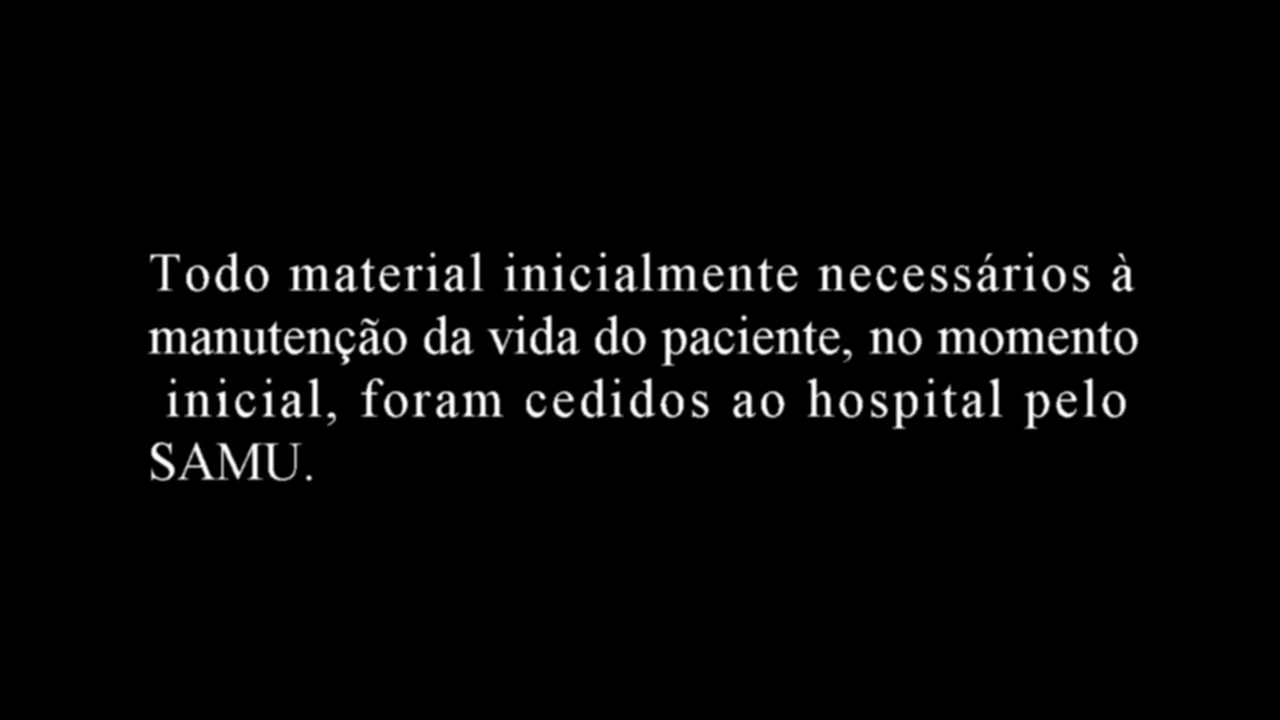 Todo material inicialmente necessários à
manutenção da vida do paciente, no momento
inicial, foram cedidos ao hospital pelo
SAMU.